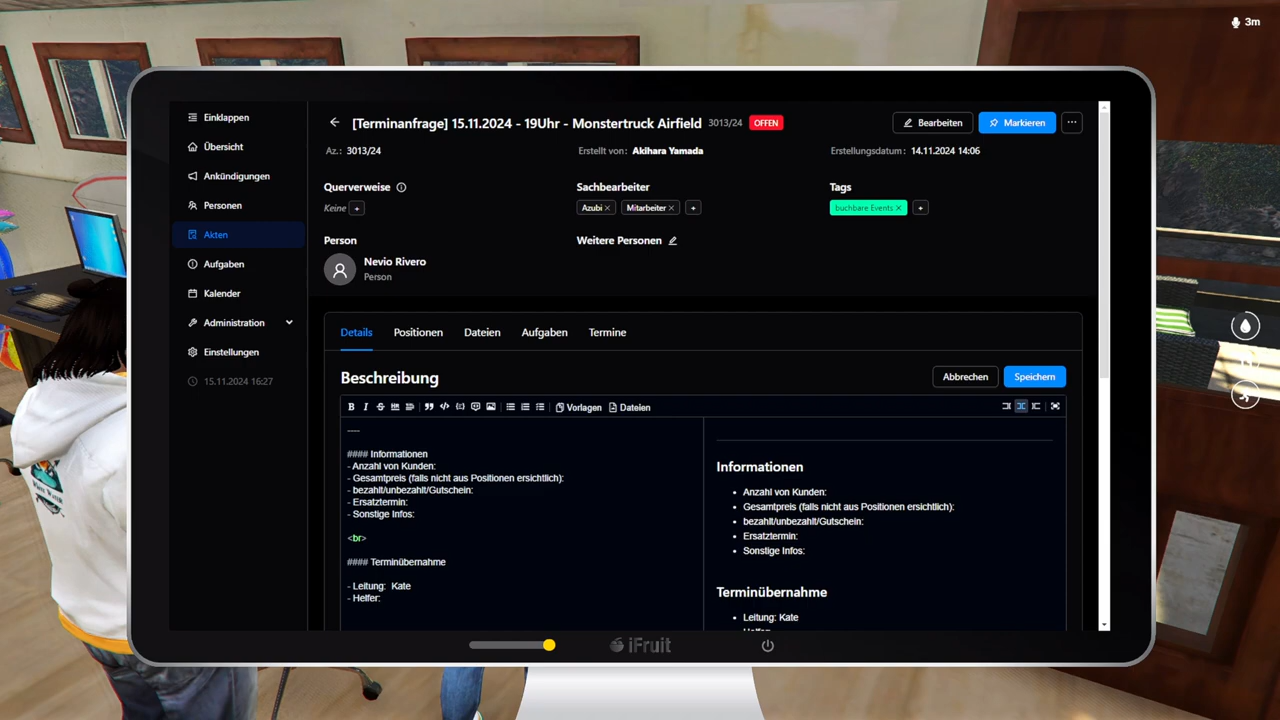 3m
Einklappen
Übersicht
Ankündigungen
Personen
Akten
Aufgaben
Kalender
Administration
Einstellungen
15.11.2024 16:27
[Terminanfrage] 15.11.2024 - 19Uhr - Monstertruck Airfield 3013/24 OFFEN
Bearbeiten
Markieren
Az.: 3013/24
Erstellt von: Akihara Yamada
Erstellungsdatum: 14.11.2024 14:06
Querverweise
Keine +
Sachbearbeiter
Azubi × Mitarbeiter × +
Tags
buchbare Events × +
Person
Nevio Rivero
Person
Weitere Personen
Details Positionen Dateien Aufgaben Termine
Beschreibung
Abbrechen
Speichern
B I Vorlagen Dateien
----
#### Informationen
- Anzahl von Kunden:
- Gesamtpreis (falls nicht aus Positionen ersichtlich):
- bezahlt/unbezahlt/Gutschein:
- Ersatztermin:
- Sonstige Infos:
<br>
#### Terminübernahme
- Leitung: Kate
- Helfer:
Informationen
• Anzahl von Kunden:
• Gesamtpreis (falls nicht aus Positionen ersichtlich):
• bezahlt/unbezahlt/Gutschein:
• Ersatztermin:
• Sonstige Infos:
Terminübernahme
• Leitung: Kate
iFruit